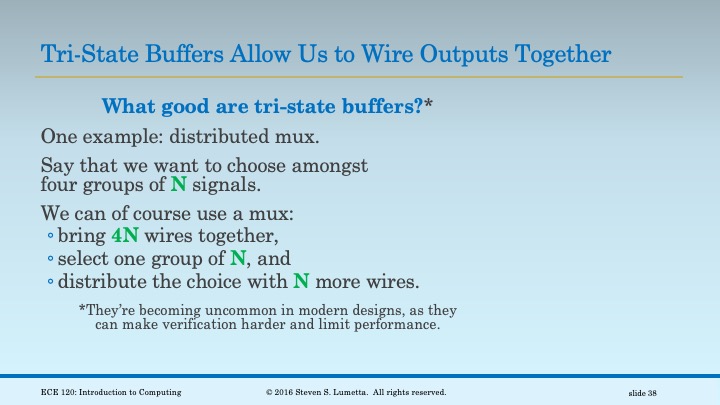 Tri-State Buffers Allow Us to Wire Outputs Together
What good are tri-state buffers?*
One example: distributed mux.
Say that we want to choose amongst
four groups of N signals.
We can of course use a mux:
◦ bring 4N wires together,
◦ select one group of N, and
◦ distribute the choice with N more wires.
*They’re becoming uncommon in modern designs, as they
can make verification harder and limit performance.
ECE 120: Introduction to Computing © 2016 Steven S. Lumetta. All rights reserved. slide 38